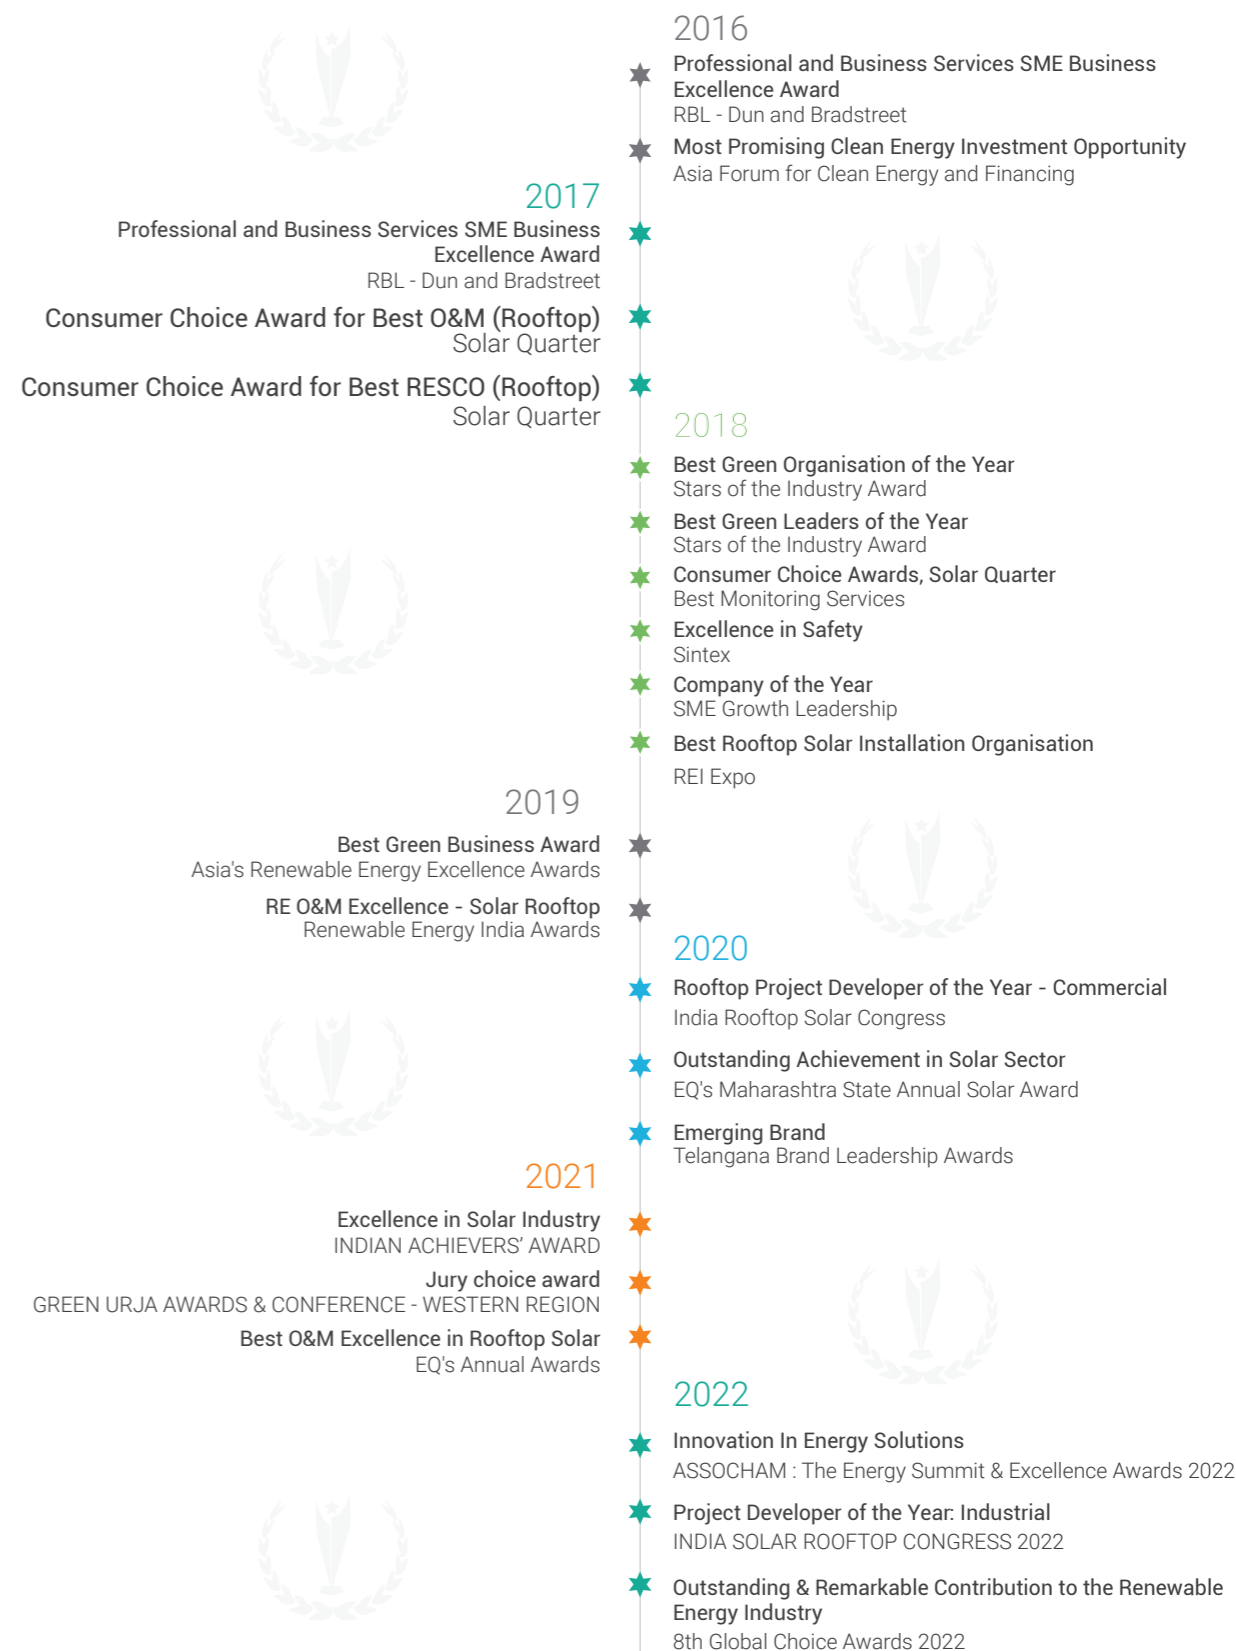 2016
Professional and Business Services SME Business
Excellence Award
RBL - Dun and Bradstreet
Most Promising Clean Energy Investment Opportunity
Asia Forum for Clean Energy and Financing
2017
Professional and Business Services SME Business
Excellence Award
RBL - Dun and Bradstreet
Consumer Choice Award for Best O&M (Rooftop)
Solar Quarter
Consumer Choice Award for Best RESCO (Rooftop)
Solar Quarter
2018
Best Green Organisation of the Year
Stars of the Industry Award
Best Green Leaders of the Year
Stars of the Industry Award
Consumer Choice Awards, Solar Quarter
Best Monitoring Services
Excellence in Safety
Sintex
Company of the Year
SME Growth Leadership
Best Rooftop Solar Installation Organisation
REI Expo
2019
Best Green Business Award
Asia's Renewable Energy Excellence Awards
RE O&M Excellence - Solar Rooftop
Renewable Energy India Awards
2020
Rooftop Project Developer of the Year - Commercial
India Rooftop Solar Congress
Outstanding Achievement in Solar Sector
EQ's Maharashtra State Annual Solar Award
Emerging Brand
Telangana Brand Leadership Awards
2021
Excellence in Solar Industry
INDIAN ACHIEVERS’ AWARD
Jury choice award
GREEN URJA AWARDS & CONFERENCE - WESTERN REGION
Best O&M Excellence in Rooftop Solar
EQ's Annual Awards
2022
Innovation In Energy Solutions
ASSOCHAM : The Energy Summit & Excellence Awards 2022
Project Developer of the Year: Industrial
INDIA SOLAR ROOFTOP CONGRESS 2022
Outstanding & Remarkable Contribution to the Renewable
Energy Industry
8th Global Choice Awards 2022